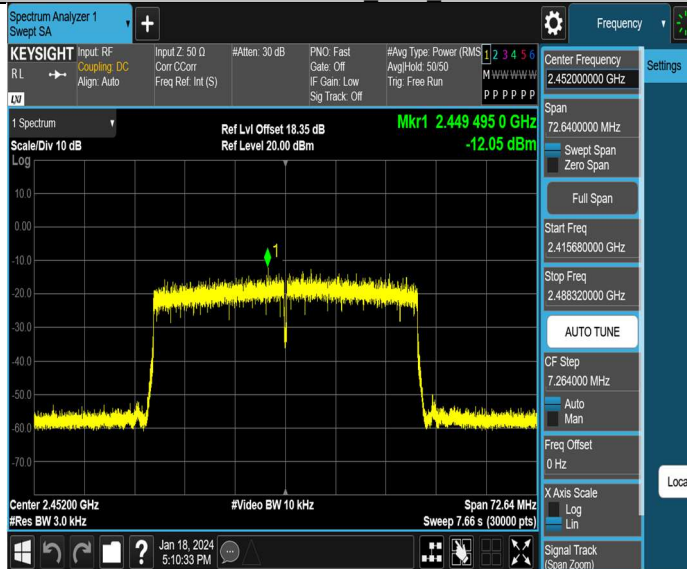 Spectrum Analyzer 1
Swept SA
+
Frequency
KEYSIGHT
RL
LXI
Input: RF
Coupling: DC
Align: Auto
Input Z: 50 Ω
Corr CCorr
Freq Ref: Int (S)
#Atten: 30 dB
PNO: Fast
Gate: Off
IF Gain: Low
Sig Track: Off
#Avg Type: Power (RMS
Avg|Hold: 50/50
Trig: Free Run
1 2 3 4 5 6
M W W W W W
P P P P P P
1 Spectrum
Scale/Div 10 dB
Log
Ref Lvl Offset 18.35 dB
Ref Level 20.00 dBm
Mkr1 2.449 495 0 GHz
-12.05 dBm
10.0
0.00
-10.0
-20.0
-30.0
-40.0
-50.0
-60.0
-70.0
1
Center 2.45200 GHz
#Res BW 3.0 kHz
#Video BW 10 kHz
Span 72.64 MHz
Sweep 7.66 s (30000 pts)
?
Jan 18, 2024
5:10:33 PM
Center Frequency
2.452000000 GHz
Span
72.6400000 MHz
Swept Span
Zero Span
Full Span
Start Freq
2.415680000 GHz
Stop Freq
2.488320000 GHz
AUTO TUNE
CF Step
7.264000 MHz
Auto
Man
Freq Offset
0 Hz
X Axis Scale
Log
Lin
Signal Track
(Span Zoom)
Settings
Loca